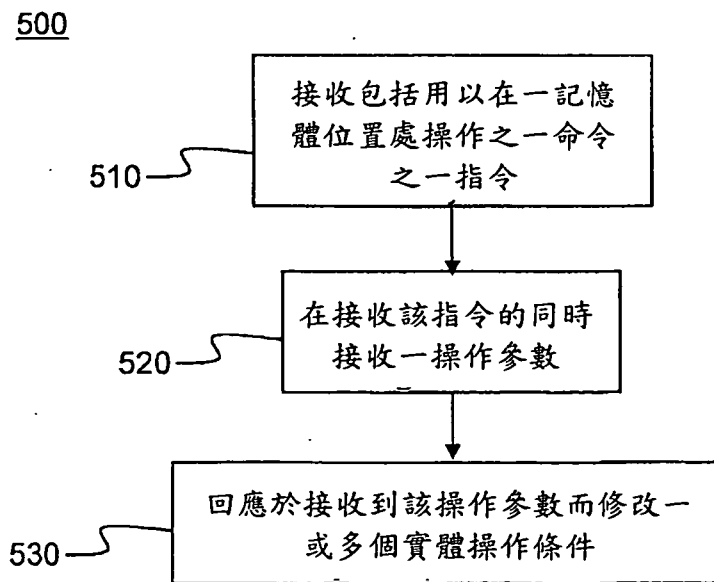 500
接收包括用以在一記憶
體位置處操作之一命令
之一指令
510
在接收該指令的同時
接收一操作參數
520
回應於接收到該操作參數而修改一
或多個實體操作條件
530